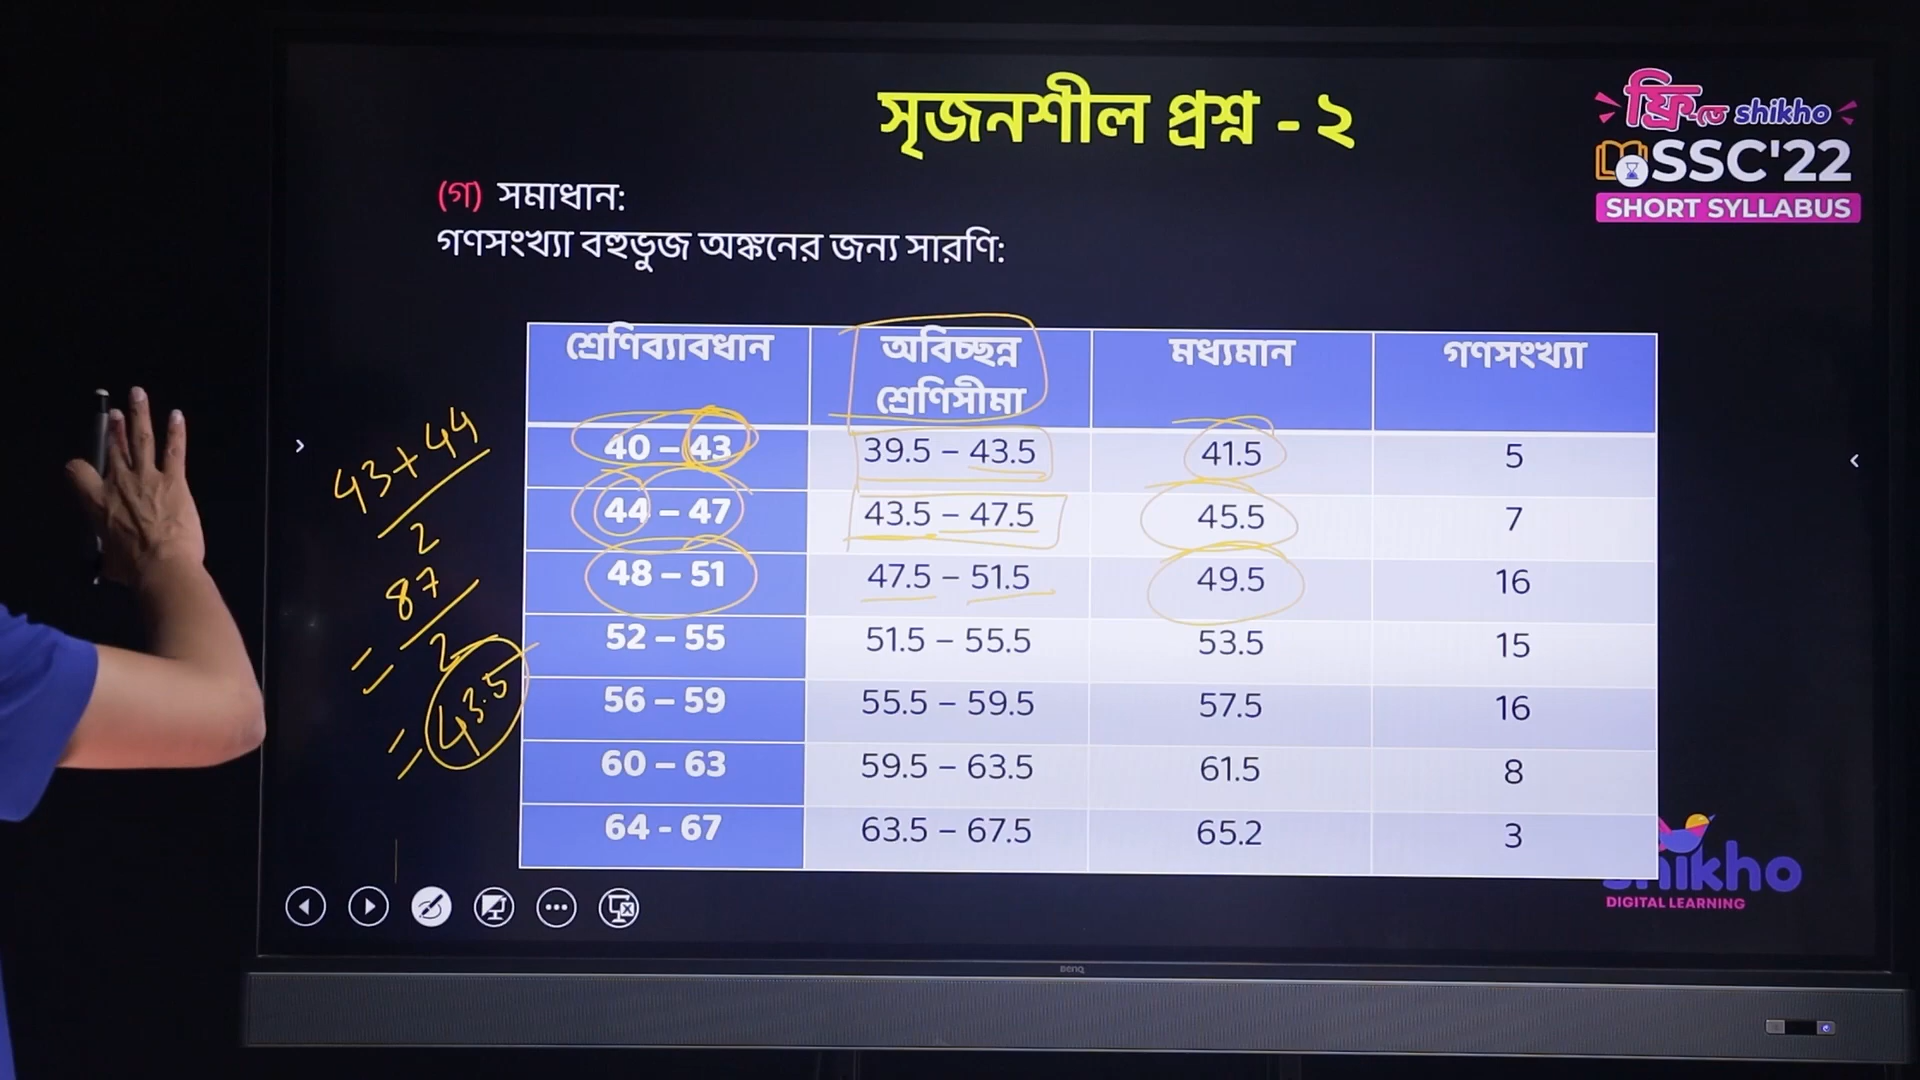 সৃজনশীল প্রশ্ন - ২
ফ্রি-তে shikho
SSC'22
SHORT SYLLABUS
(গ) সমাধান:
গণসংখ্যা বহুভুজ অঙ্কনের জন্য সারণি:
শ্রেণিব্যাবধান অবিচ্ছন্ন শ্রেণিসীমা মধ্যমান গণসংখ্যা
40 – 43 39.5 – 43.5 41.5 5
44 – 47 43.5 – 47.5 45.5 7
48 – 51 47.5 – 51.5 49.5 16
52 – 55 51.5 – 55.5 53.5 15
56 – 59 55.5 – 59.5 57.5 16
60 – 63 59.5 – 63.5 61.5 8
64 - 67 63.5 – 67.5 65.2 3
43+44
2
= 87
2
= 43.5
shikho
DIGITAL LEARNING
BenQ